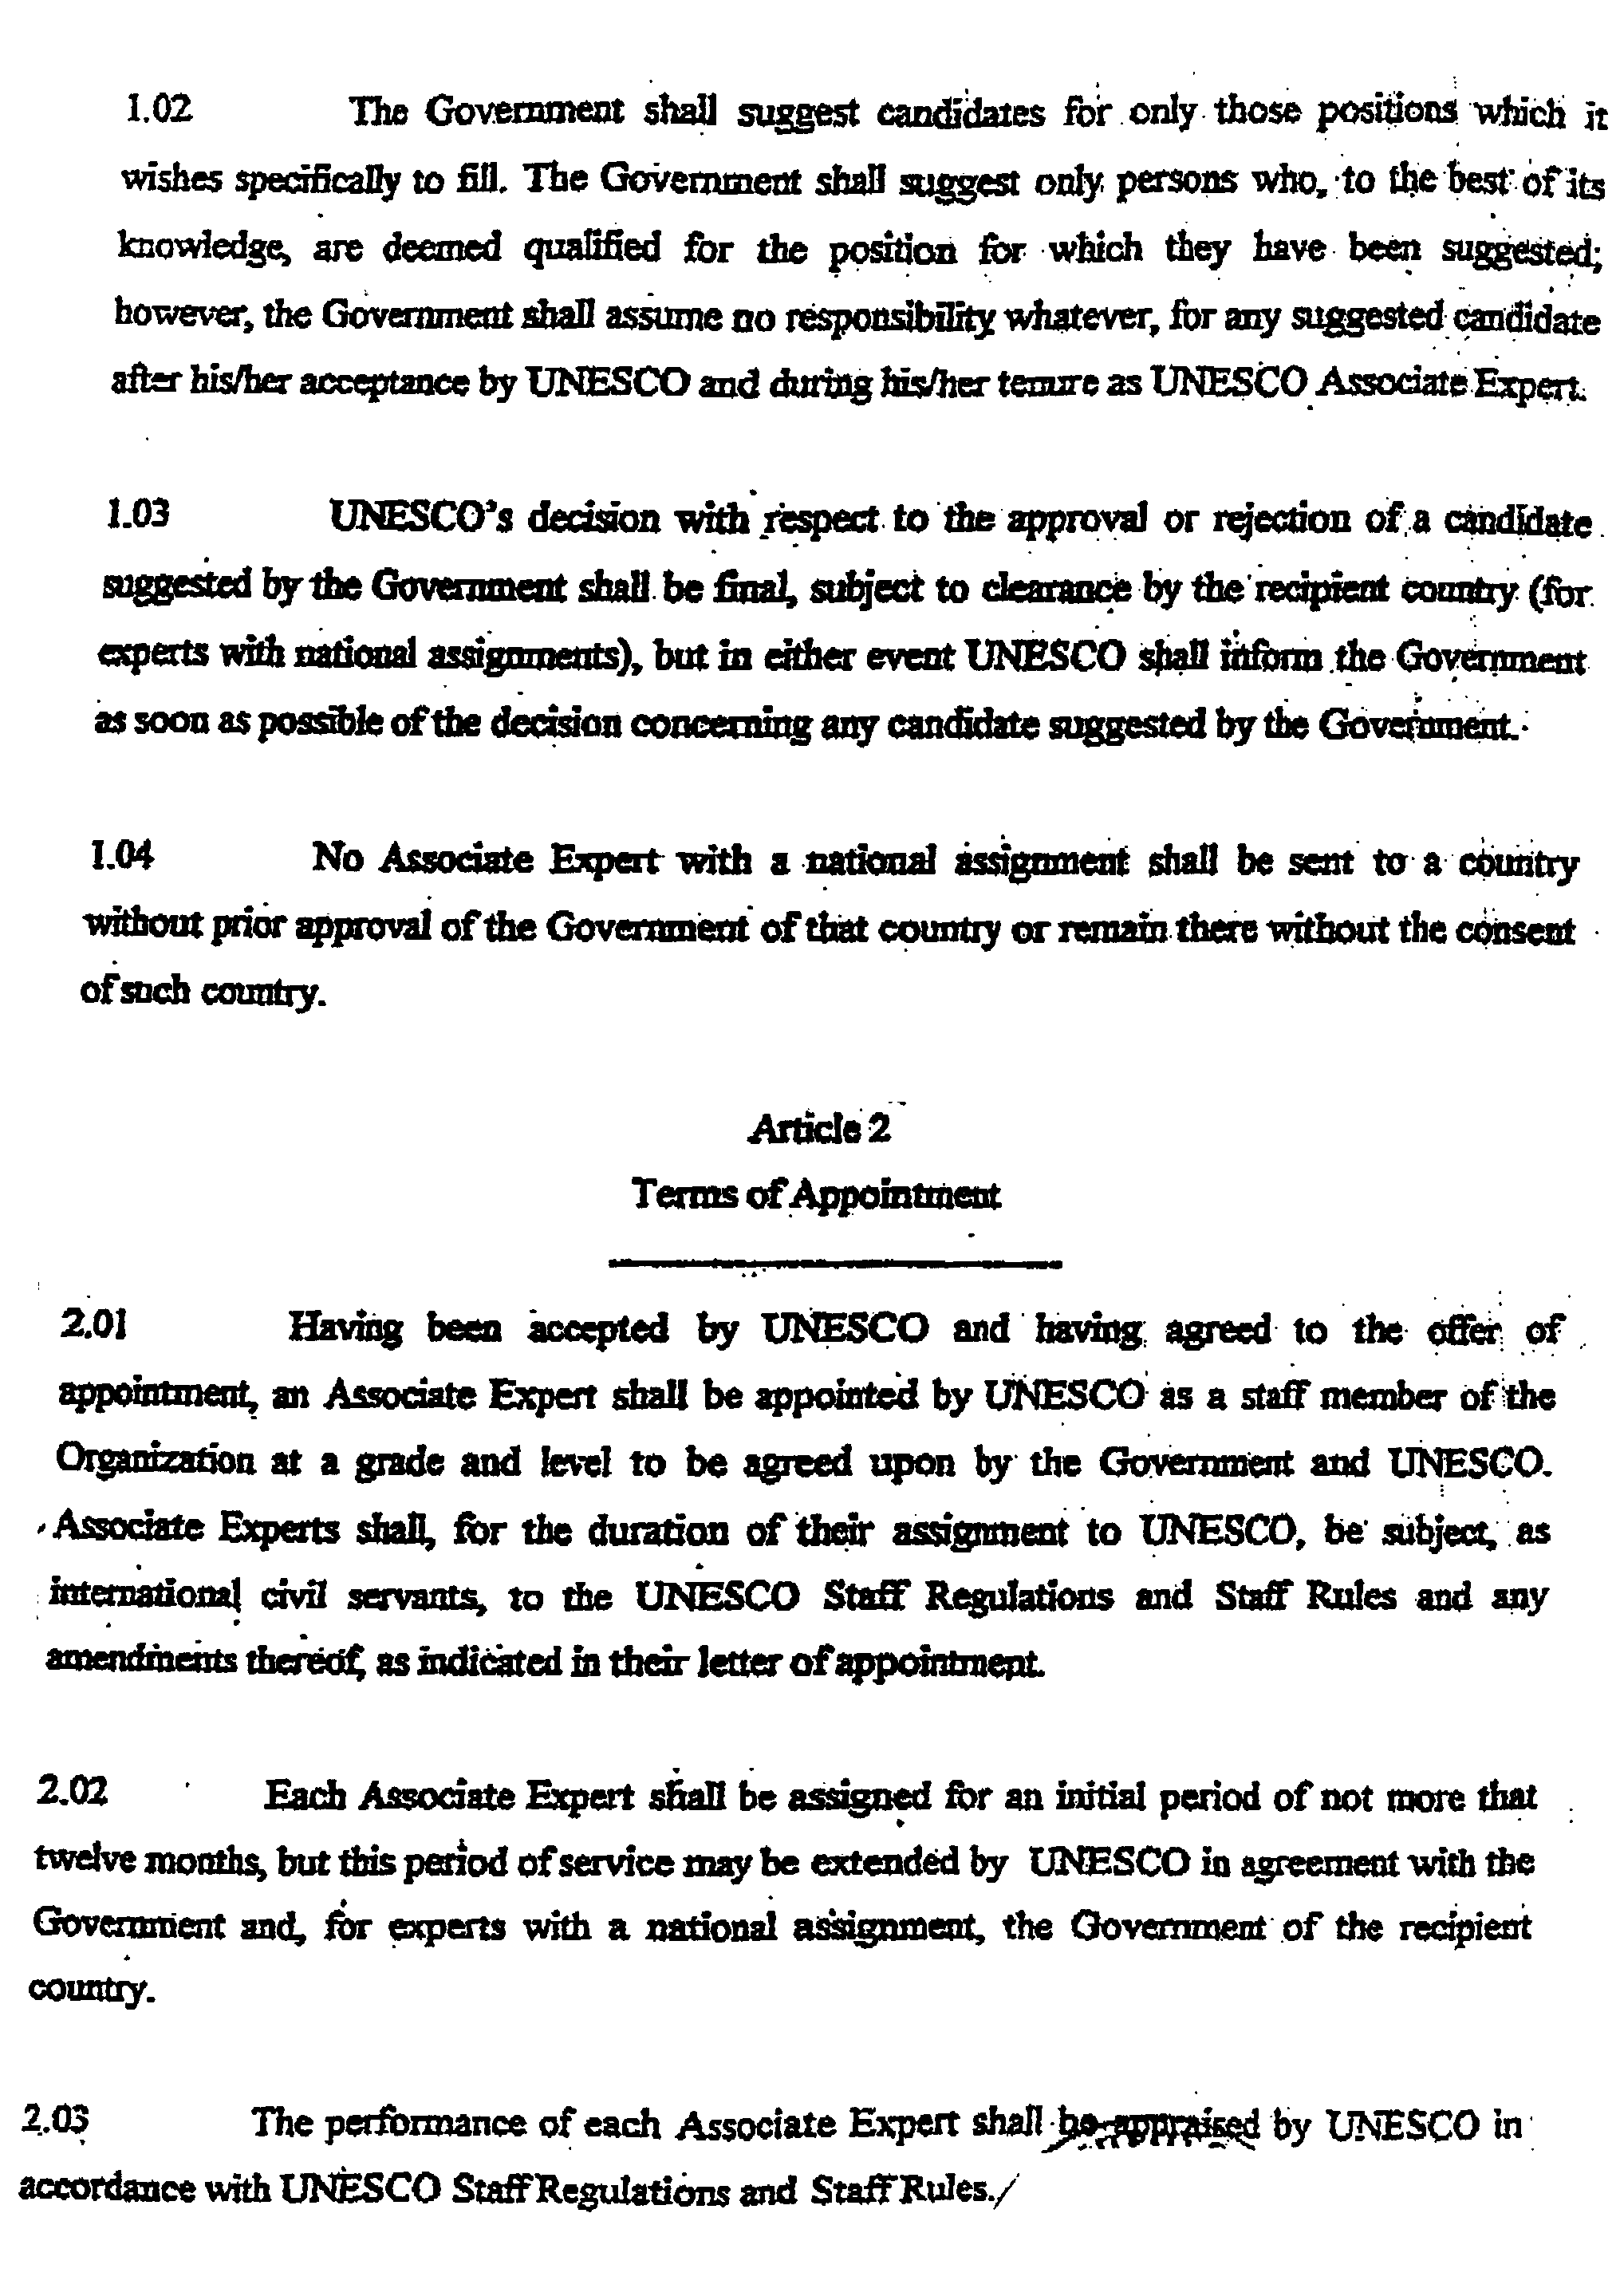 1.02 The Government shall suggest candidates for only those positions which it
wishes specifically to fill. The Government shall suggest only persons who, to the best of its
knowledge, are deemed qualified for the position for which they have been suggested;
however, the Government shall assume no responsibility whatever, for any suggested candidate
after his/her acceptance by UNESCO and during his/her tenure as UNESCO Associate Expert.
1.03 UNESCO's decision with respect to the approval or rejection of a candidate
suggested by the Government shall be final, subject to clearance by the recipient country (for
experts with national assignments), but in either event UNESCO shall inform the Government
as soon as possible of the decision concerning any candidate suggested by the Government.
1.04 No Associate Expert with a national assignment shall be sent to a country
without prior approval of the Government of that country or remain there without the consent
of such country.
Article 2
Terms of Appointment
2.01 Having been accepted by UNESCO and having agreed to the offer of
appointment, an Associate Expert shall be appointed by UNESCO as a staff member of the
Organization at a grade and level to be agreed upon by the Government and UNESCO.
Associate Experts shall, for the duration of their assignment to UNESCO, be subject, as
international civil servants, to the UNESCO Staff Regulations and Staff Rules and any
amendments thereof, as indicated in their letter of appointment.
2.02 Each Associate Expert shall be assigned for an initial period of not more that
twelve months, but this period of service may be extended by UNESCO in agreement with the
Government and, for experts with a national assignment, the Government of the recipient
country.
2.03 The performance of each Associate Expert shall be appraised by UNESCO in
accordance with UNESCO Staff Regulations and Staff Rules./